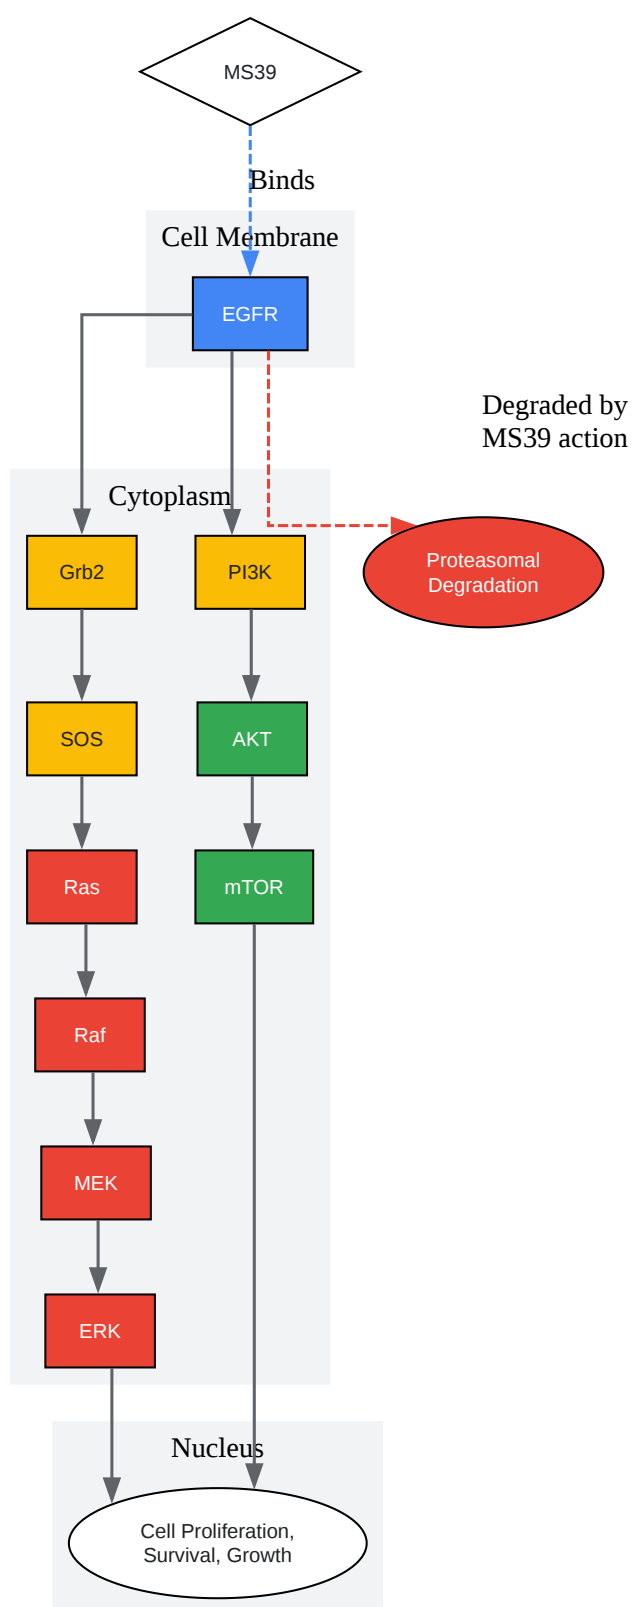 MS39
Binds
Cell Membrane
EGFR
Degraded by
MS39 action
Cytoplasm
Grb2
PI3K
Proteasomal
Degradation
SOS
AKT
Ras
mTOR
Raf
MEK
ERK
Nucleus
Cell Proliferation,
Survival, Growth